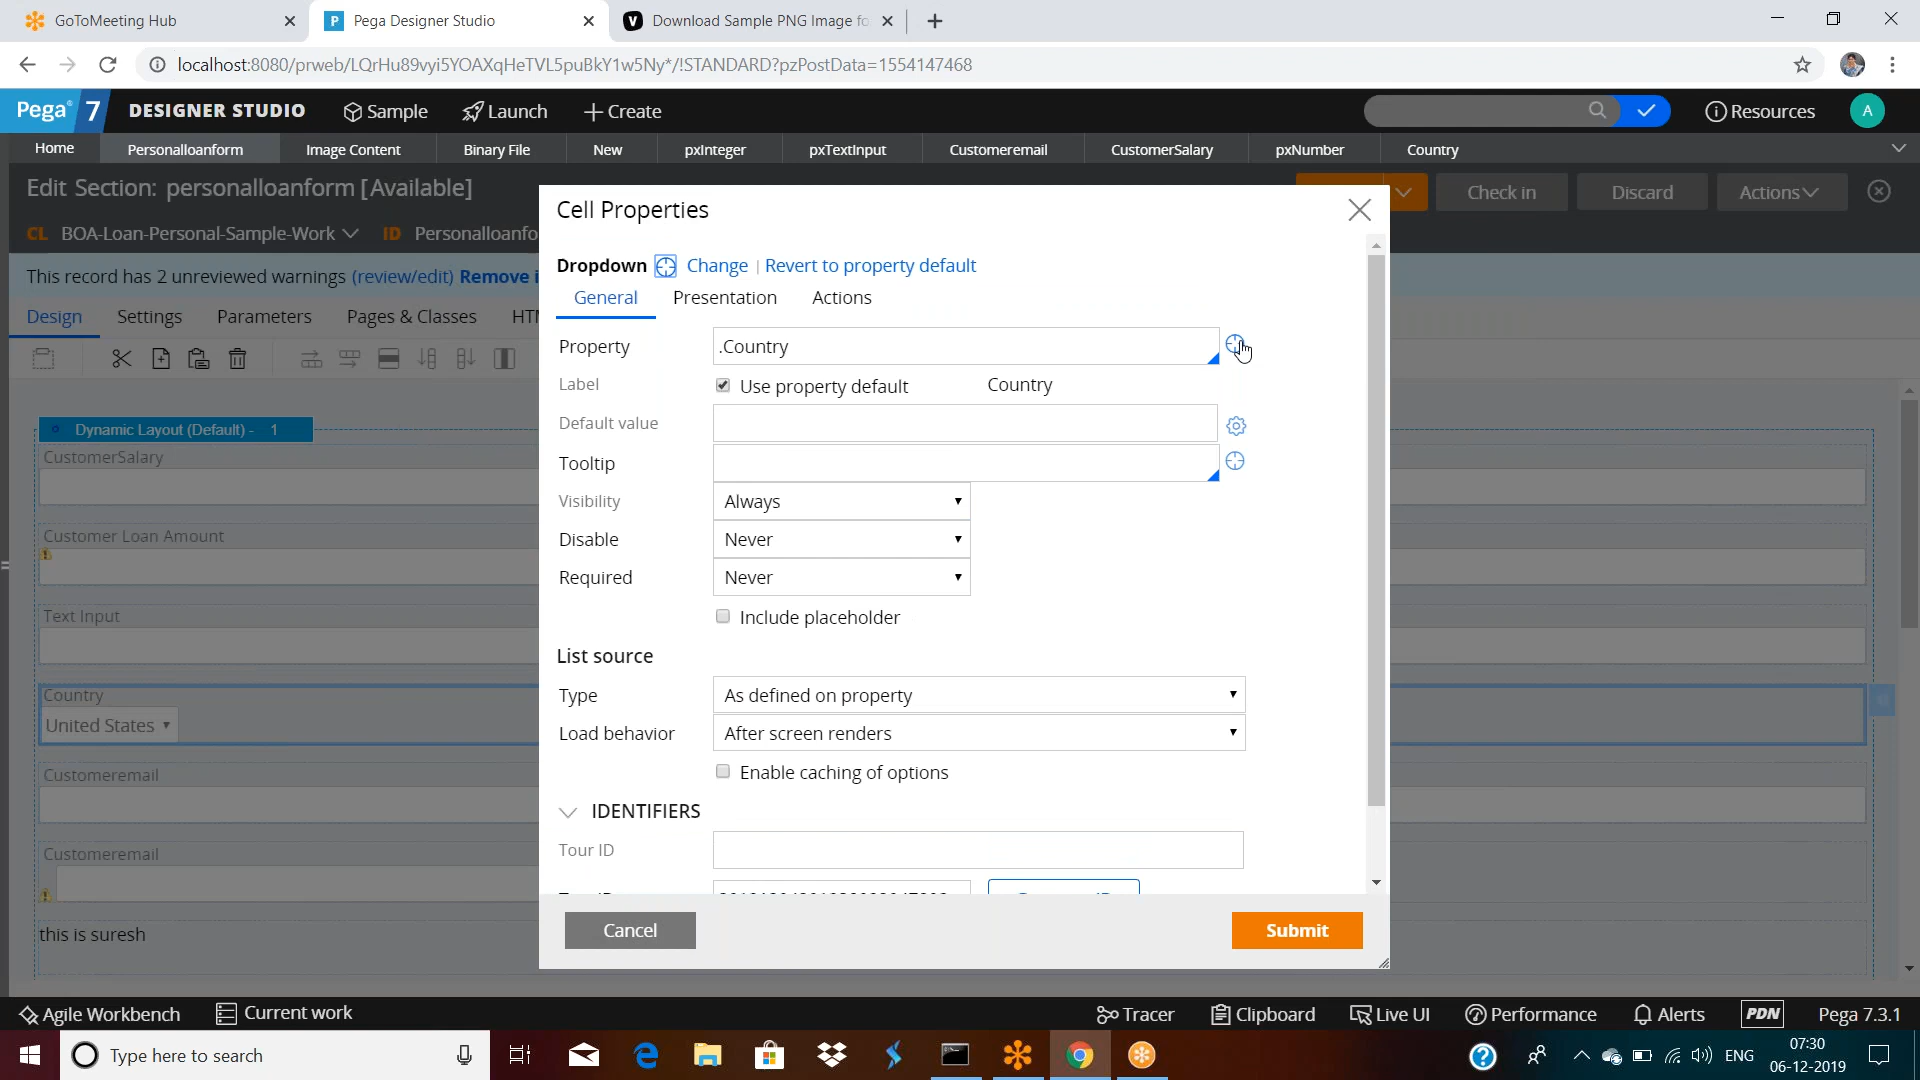 GoToMeeting Hub
Pega Designer Studio
Download Sample PNG Image fo
localhost:8080/prweb/LQrHu89vyi5YOAXqHeTVL5puBkY1w5Ny*/!STANDARD?pzPostData=1554147468
Pega 7 DESIGNER STUDIO Sample Launch Create Resources A
Home Personalloanform Image Content Binary File New pxInteger pxTextInput Customeremail CustomerSalary pxNumber Country
Edit Section: personalloanform [Available]
Check in Discard Actions
CL BOA-Loan-Personal-Sample-Work ID Personalloanfo
This record has 2 unreviewed warnings (review/edit) Remove i
Design Settings Parameters Pages & Classes HT
Dynamic Layout (Default) - 1
CustomerSalary
Customer Loan Amount
Text Input
Country
United States
Customeremail
Customeremail
this is suresh
Cell Properties
Dropdown Change | Revert to property default
General Presentation Actions
Property .Country
Label Use property default Country
Default value
Tooltip
Visibility Always
Disable Never
Required Never
Include placeholder
List source
Type As defined on property
Load behavior After screen renders
Enable caching of options
IDENTIFIERS
Tour ID
Cancel Submit
Agile Workbench Current work Tracer Clipboard Live UI Performance Alerts PDN Pega 7.3.1
Type here to search
ENG
07:30
06-12-2019